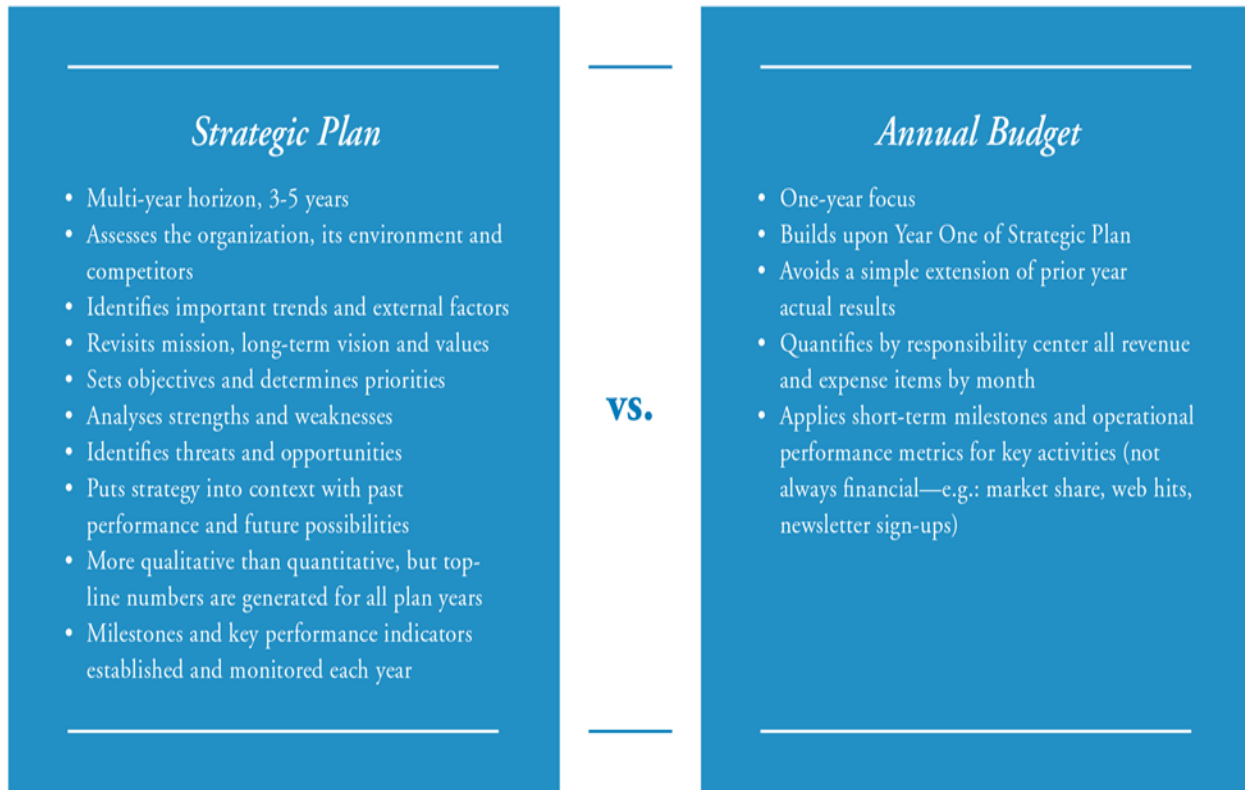 Strategic Plan
• Multi-year horizon, 3-5 years
• Assesses the organization, its environment and
competitors
• Identifies important trends and external factors
• Revisits mission, long-term vision and values
• Sets objectives and determines priorities
• Analyses strengths and weaknesses
• Identifies threats and opportunities
• Puts strategy into context with past
performance and future possibilities
• More qualitative than quantitative, but top-
line numbers are generated for all plan years
• Milestones and key performance indicators
established and monitored each year
vs.
Annual Budget
• One-year focus
• Builds upon Year One of Strategic Plan
• Avoids a simple extension of prior year
actual results
• Quantifies by responsibility center all revenue
and expense items by month
• Applies short-term milestones and operational
performance metrics for key activities (not
always financial—e.g.: market share, web hits,
newsletter sign-ups)